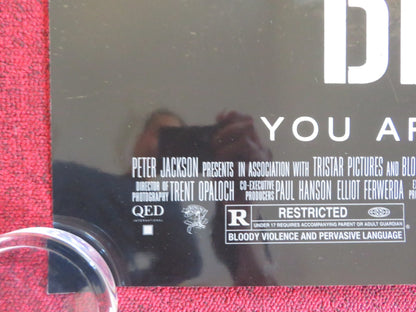 YOU AR
PETER JACKSON PRESENTS IN ASSOCIATION WITH TRISTAR PICTURES AND BLO
DIRECTOR OF PHOTOGRAPHY TRENT OPALOCH CO-EXECUTIVE PRODUCERS PAUL HANSON ELLIOT FERWERDA
QED
INTERNATIONAL
R RESTRICTED
UNDER 17 REQUIRES ACCOMPANYING PARENT OR ADULT GUARDIAN
BLOODY VIOLENCE AND PERVASIVE LANGUAGE